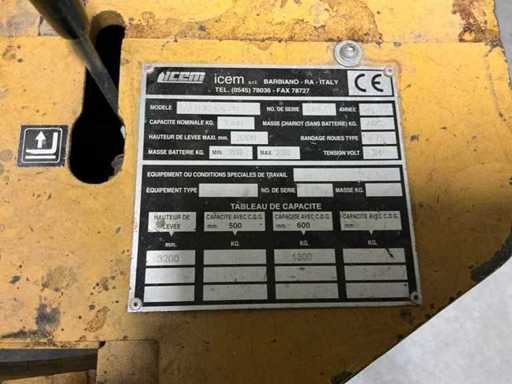 icem icem s.r.l. BARBIANO - RA - ITALY CE
TEL. (0545) 78036 - FAX 78727
MODELE NO. DE SERIE ANNEE
CAPACITE NOMINALE KG. MASSE CHARIOT (SANS BATTERIE) KG.
HAUTEUR DE LEVEE MAXI. mm. BANDAGE ROUES TYPE
MASSE BATTERIE KG. MIN. MAX. TENSION VOLT
EQUIPEMENT OU CONDITIONS SPECIALES DE TRAVAIL
EQUIPEMENT TYPE NO. DE SERIE MASSE KG.
TABLEAU DE CAPACITE
HAUTEUR DE LEVEE CAPACITE AVEC C.D.G. mm. 500 CAPACITE AVEC C.D.G. mm. 600 CAPACITE AVEC C.D.G. mm.
mm. KG. KG. KG.
3200 1300